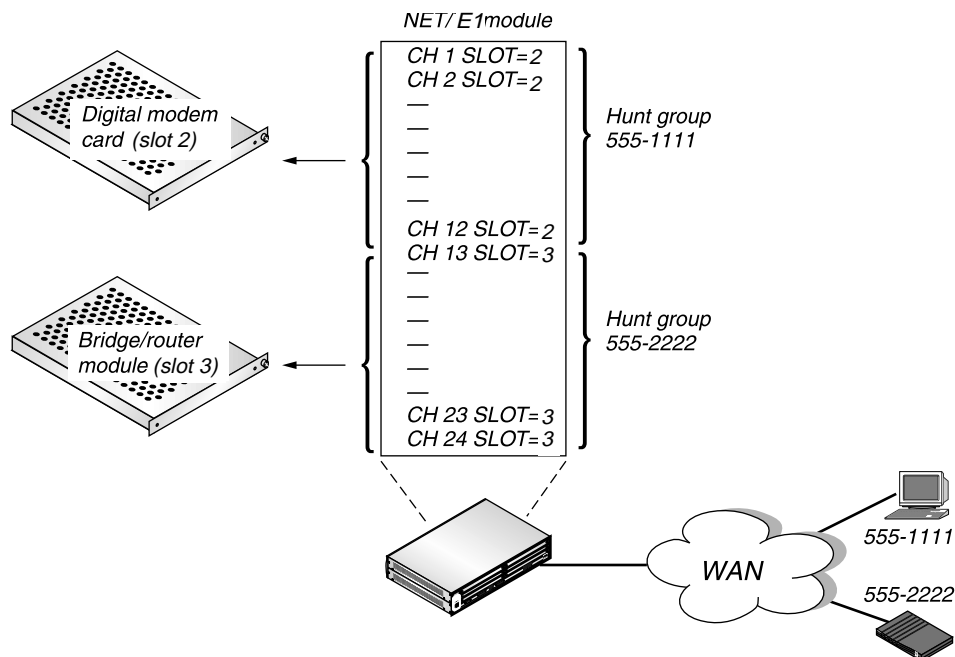 NET/E1module
CH 1 SLOT=2
CH 2 SLOT=2
Digital modem
card (slot 2)
Hunt group
555-1111
CH 12 SLOT=2
CH 13 SLOT=3
Bridge/router
module (slot 3)
Hunt group
555-2222
CH 23 SLOT=3
CH 24 SLOT=3
WAN
555-1111
555-2222